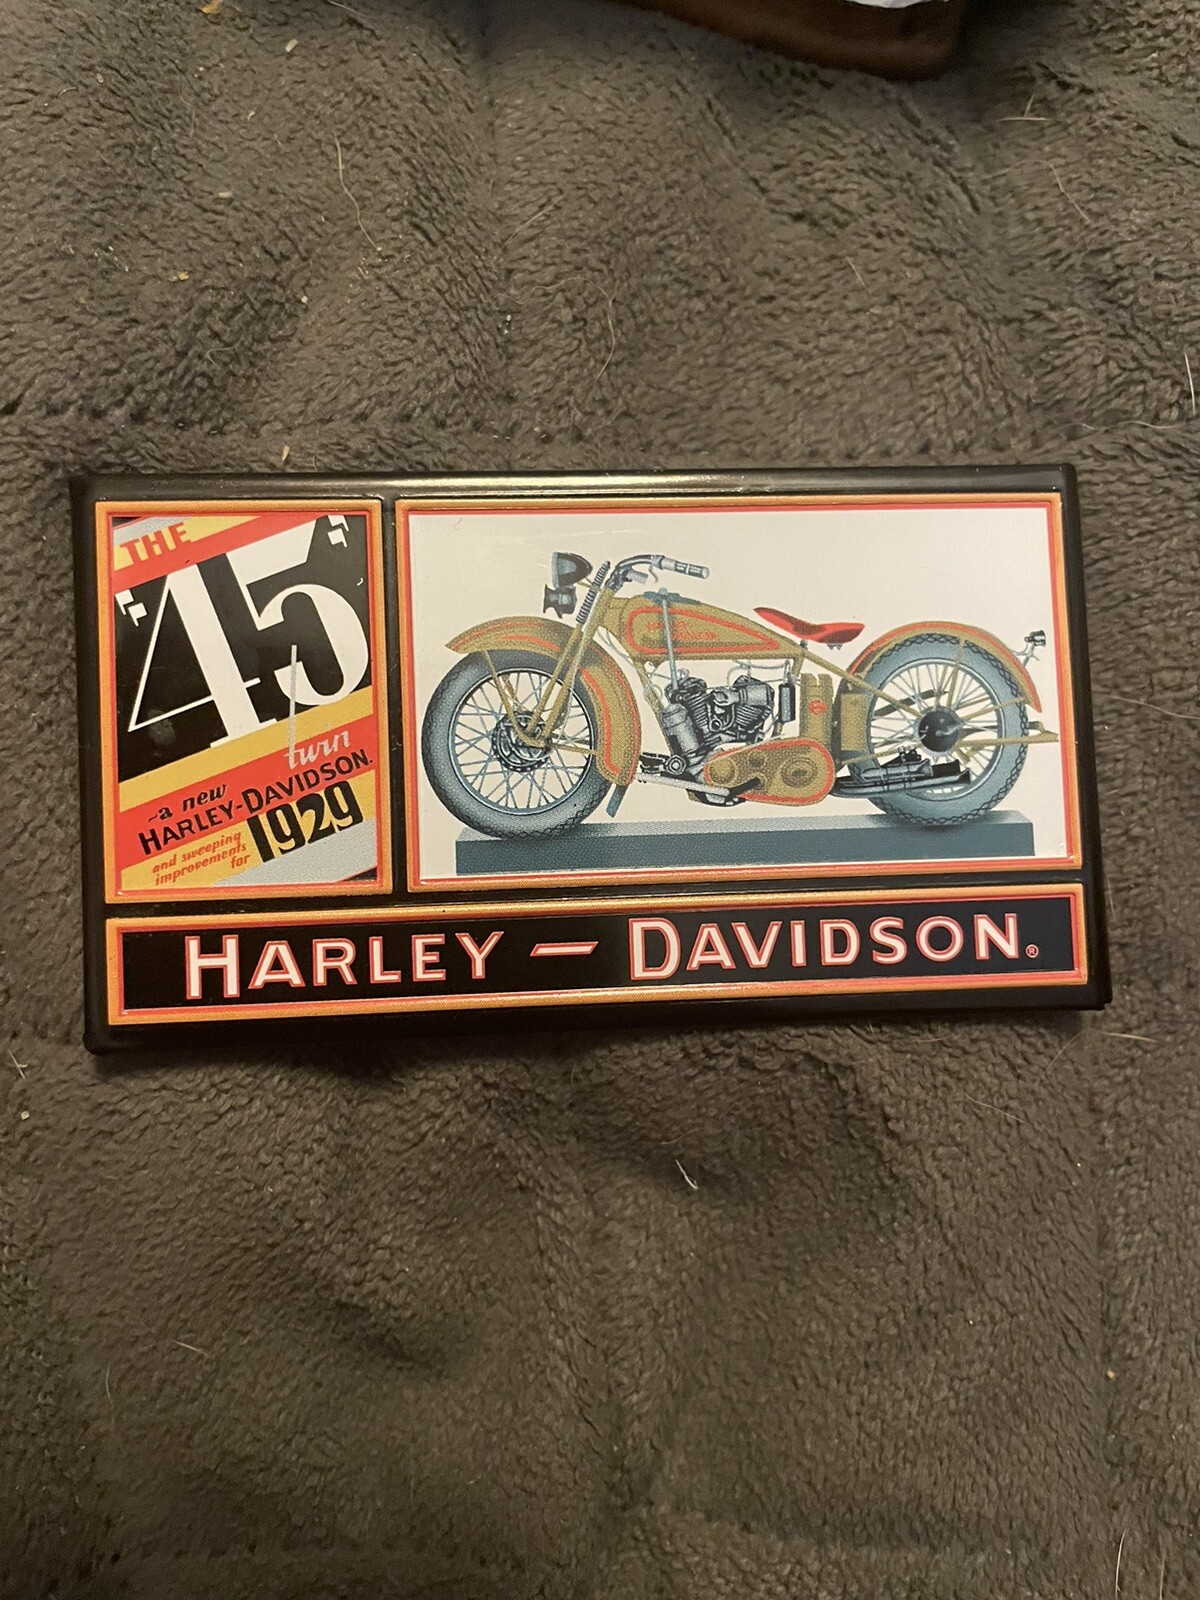 THE
"45"
twin
-a new
HARLEY-DAVIDSON.
and sweeping
improvements
for
1929
HARLEY-DAVIDSON®